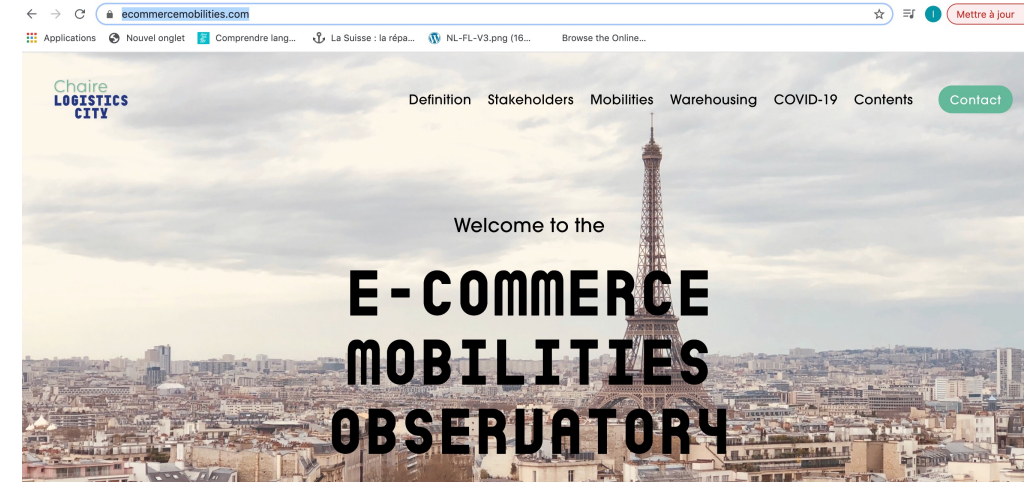 ecommercemobilities.com
Mettre à jour
Applications Nouvel onglet Comprendre lang... La Suisse : la répa... NL-FL-V3.png (16... Browse the Online...
Chaire
LOGISTICS
CITY
Definition Stakeholders Mobilities Warehousing COVID-19 Contents Contact
Welcome to the
E-COMMERCE
MOBILITIES
OBSERVATORY